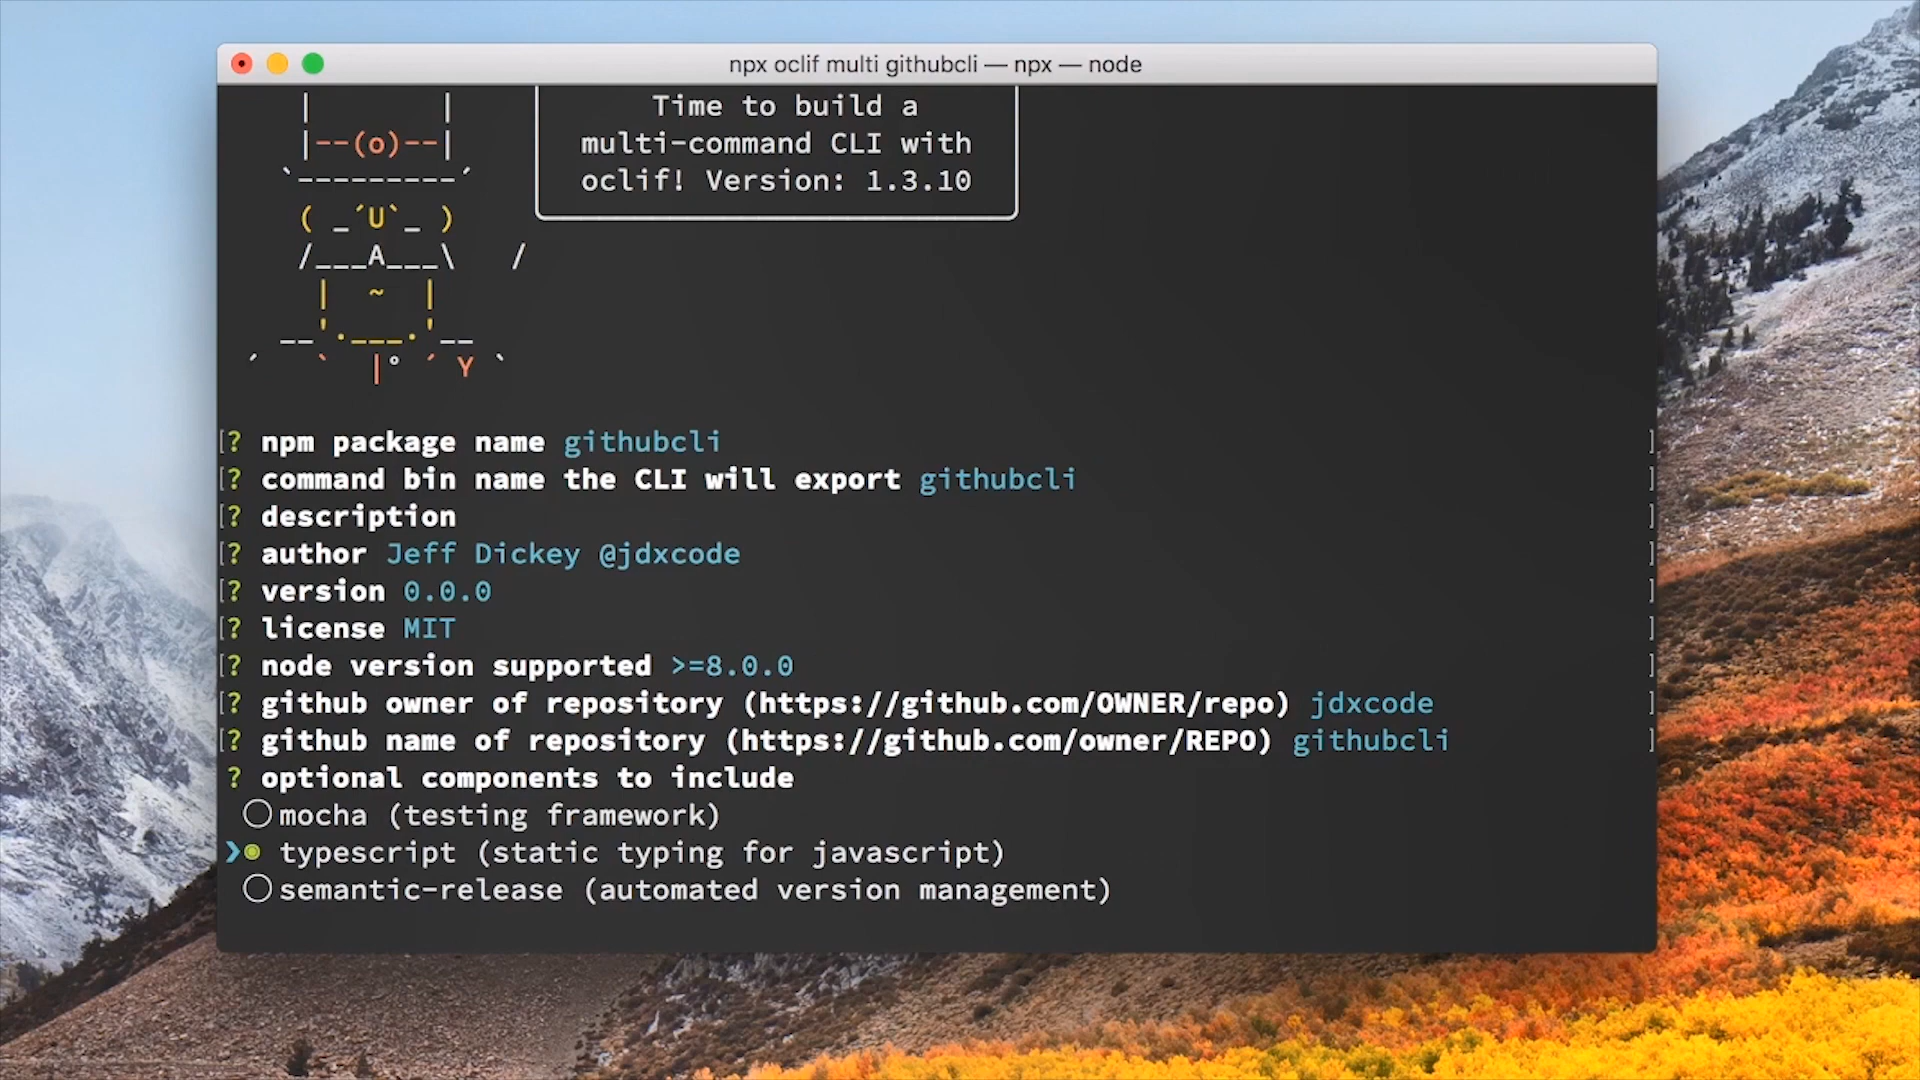 npx oclif multi githubcli — npx — node
Time to build a
multi-command CLI with
oclif! Version: 1.3.10
? npm package name githubcli
? command bin name the CLI will export githubcli
? description
? author Jeff Dickey @jdxcode
? version 0.0.0
? license MIT
? node version supported >=8.0.0
? github owner of repository (https://github.com/OWNER/repo) jdxcode
? github name of repository (https://github.com/owner/REPO) githubcli
? optional components to include
◯ mocha (testing framework)
❯◉ typescript (static typing for javascript)
◯ semantic-release (automated version management)